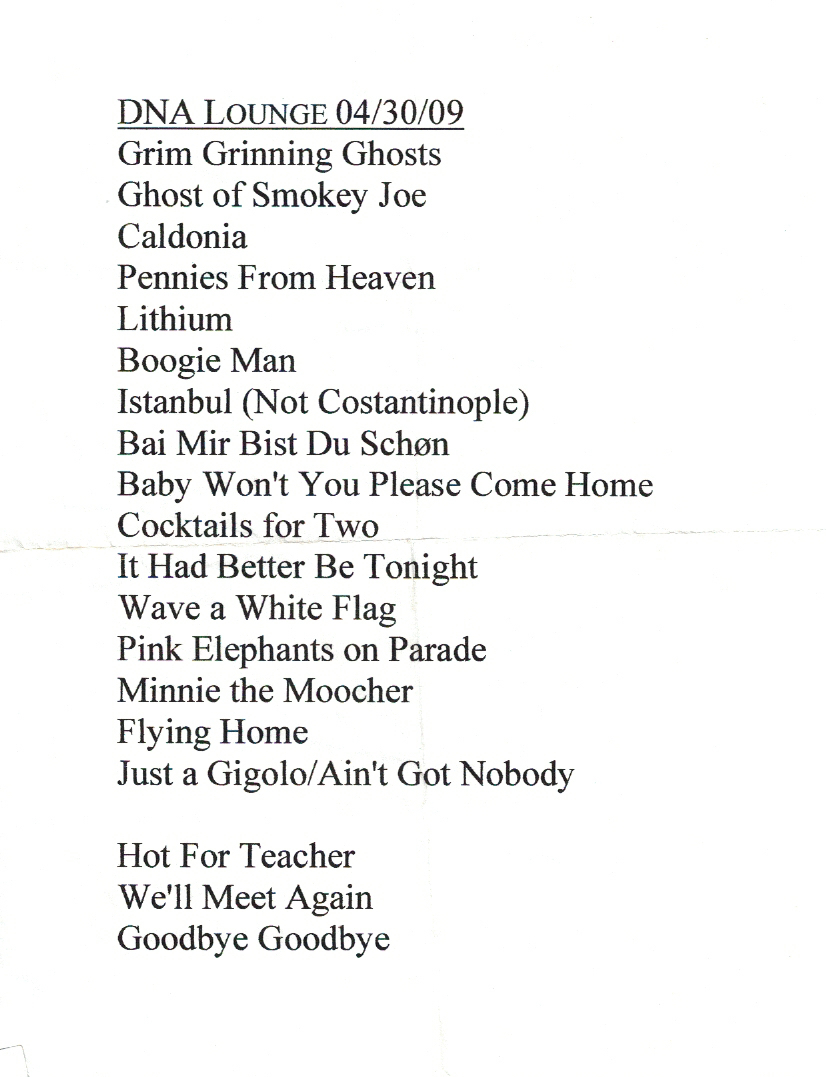 DNA LOUNGE 04/30/09
Grim Grinning Ghosts
Ghost of Smokey Joe
Caldonia
Pennies From Heaven
Lithium
Boogie Man
Istanbul (Not Costantinople)
Bai Mir Bist Du Schøn
Baby Won't You Please Come Home
Cocktails for Two
It Had Better Be Tonight
Wave a White Flag
Pink Elephants on Parade
Minnie the Moocher
Flying Home
Just a Gigolo/Ain't Got Nobody
Hot For Teacher
We'll Meet Again
Goodbye Goodbye